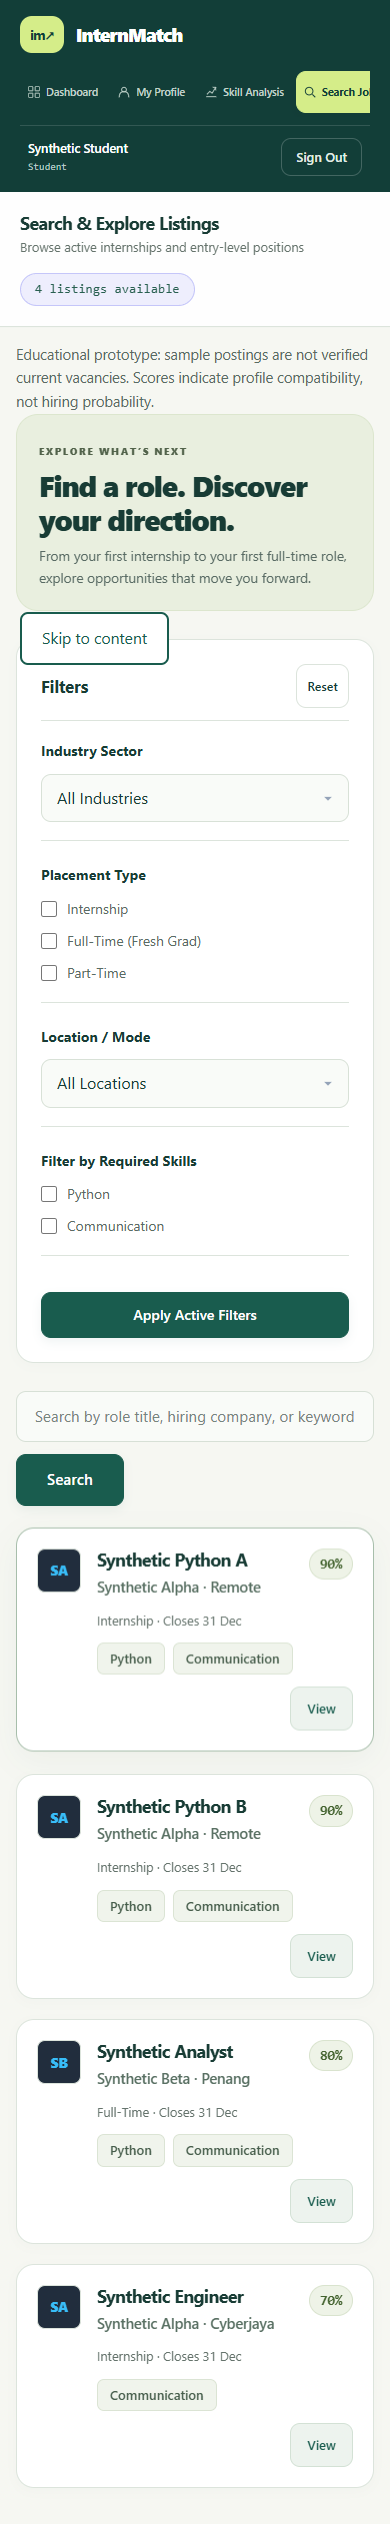 im↗ InternMatch
Dashboard My Profile Skill Analysis Search Jo
Synthetic Student
Student
Sign Out
Search & Explore Listings
Browse active internships and entry-level positions
4 listings available
Educational prototype: sample postings are not verified
current vacancies. Scores indicate profile compatibility,
not hiring probability.
EXPLORE WHAT'S NEXT
Find a role. Discover
your direction.
From your first internship to your first full-time role,
explore opportunities that move you forward.
Skip to content
Filters
Reset
Industry Sector
All Industries
Placement Type
Internship
Full-Time (Fresh Grad)
Part-Time
Location / Mode
All Locations
Filter by Required Skills
Python
Communication
Apply Active Filters
Search by role title, hiring company, or keyword
Search
SA Synthetic Python A 90%
Synthetic Alpha · Remote
Internship · Closes 31 Dec
Python Communication
View
SA Synthetic Python B 90%
Synthetic Alpha · Remote
Internship · Closes 31 Dec
Python Communication
View
SB Synthetic Analyst 80%
Synthetic Beta · Penang
Full-Time · Closes 31 Dec
Python Communication
View
SA Synthetic Engineer 70%
Synthetic Alpha · Cyberjaya
Internship · Closes 31 Dec
Communication
View